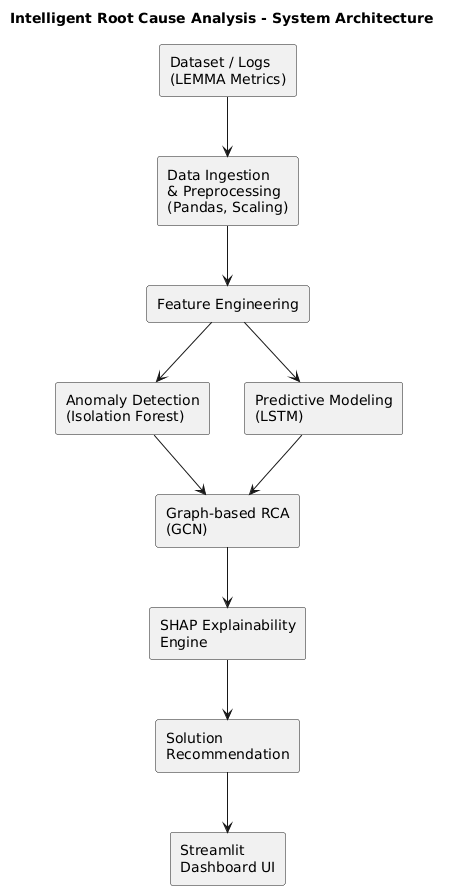 Intelligent Root Cause Analysis - System Architecture
Dataset / Logs
(LEMMA Metrics)
Data Ingestion
& Preprocessing
(Pandas, Scaling)
Feature Engineering
Anomaly Detection
(Isolation Forest)
Predictive Modeling
(LSTM)
Graph-based RCA
(GCN)
SHAP Explainability
Engine
Solution
Recommendation
Streamlit
Dashboard UI